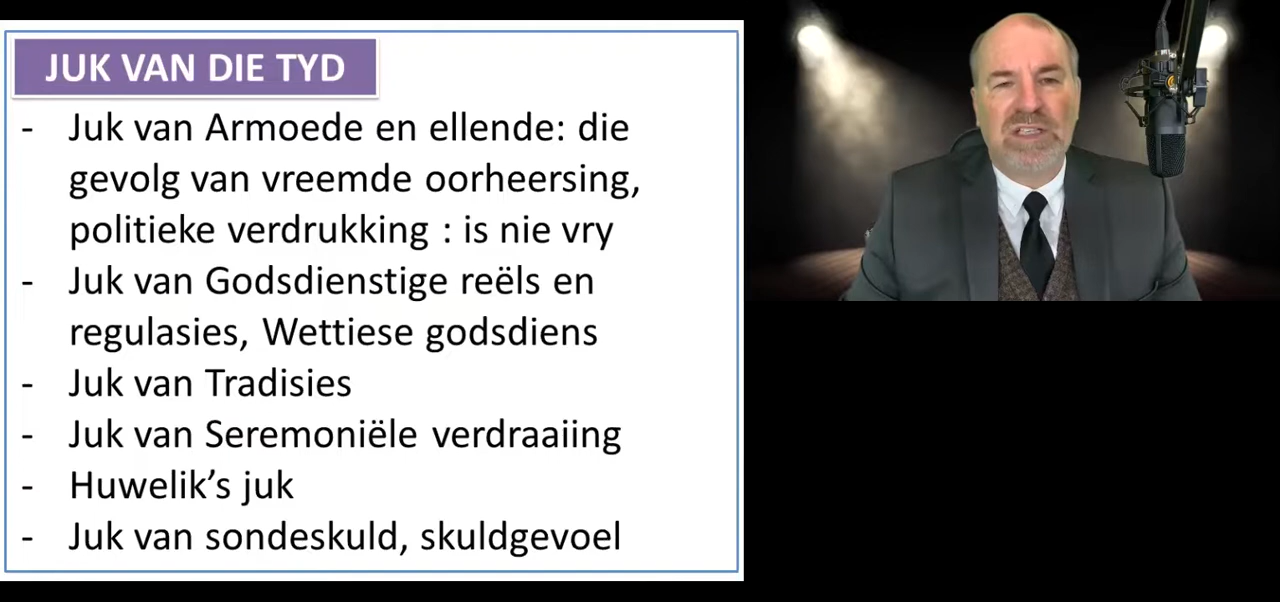 JUK VAN DIE TYD
- Juk van Armoede en ellende: die
gevolg van vreemde oorheersing,
politieke verdrukking : is nie vry
- Juk van Godsdienstige reëls en
regulasies, Wettiese godsdiens
- Juk van Tradisies
- Juk van Seremoniële verdraaiing
- Huwelik’s juk
- Juk van sondeskuld, skuldgevoel